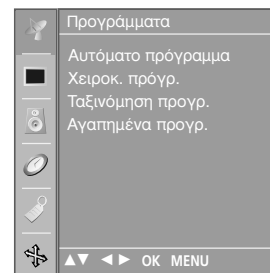 Προγράμματα
Αυτόματο πρόγραμμα
Χειροκ. πρόγρ.
Ταξινόμηση προγρ.
Αγαπημένα προγρ.
▲▼ ◄► OK MENU